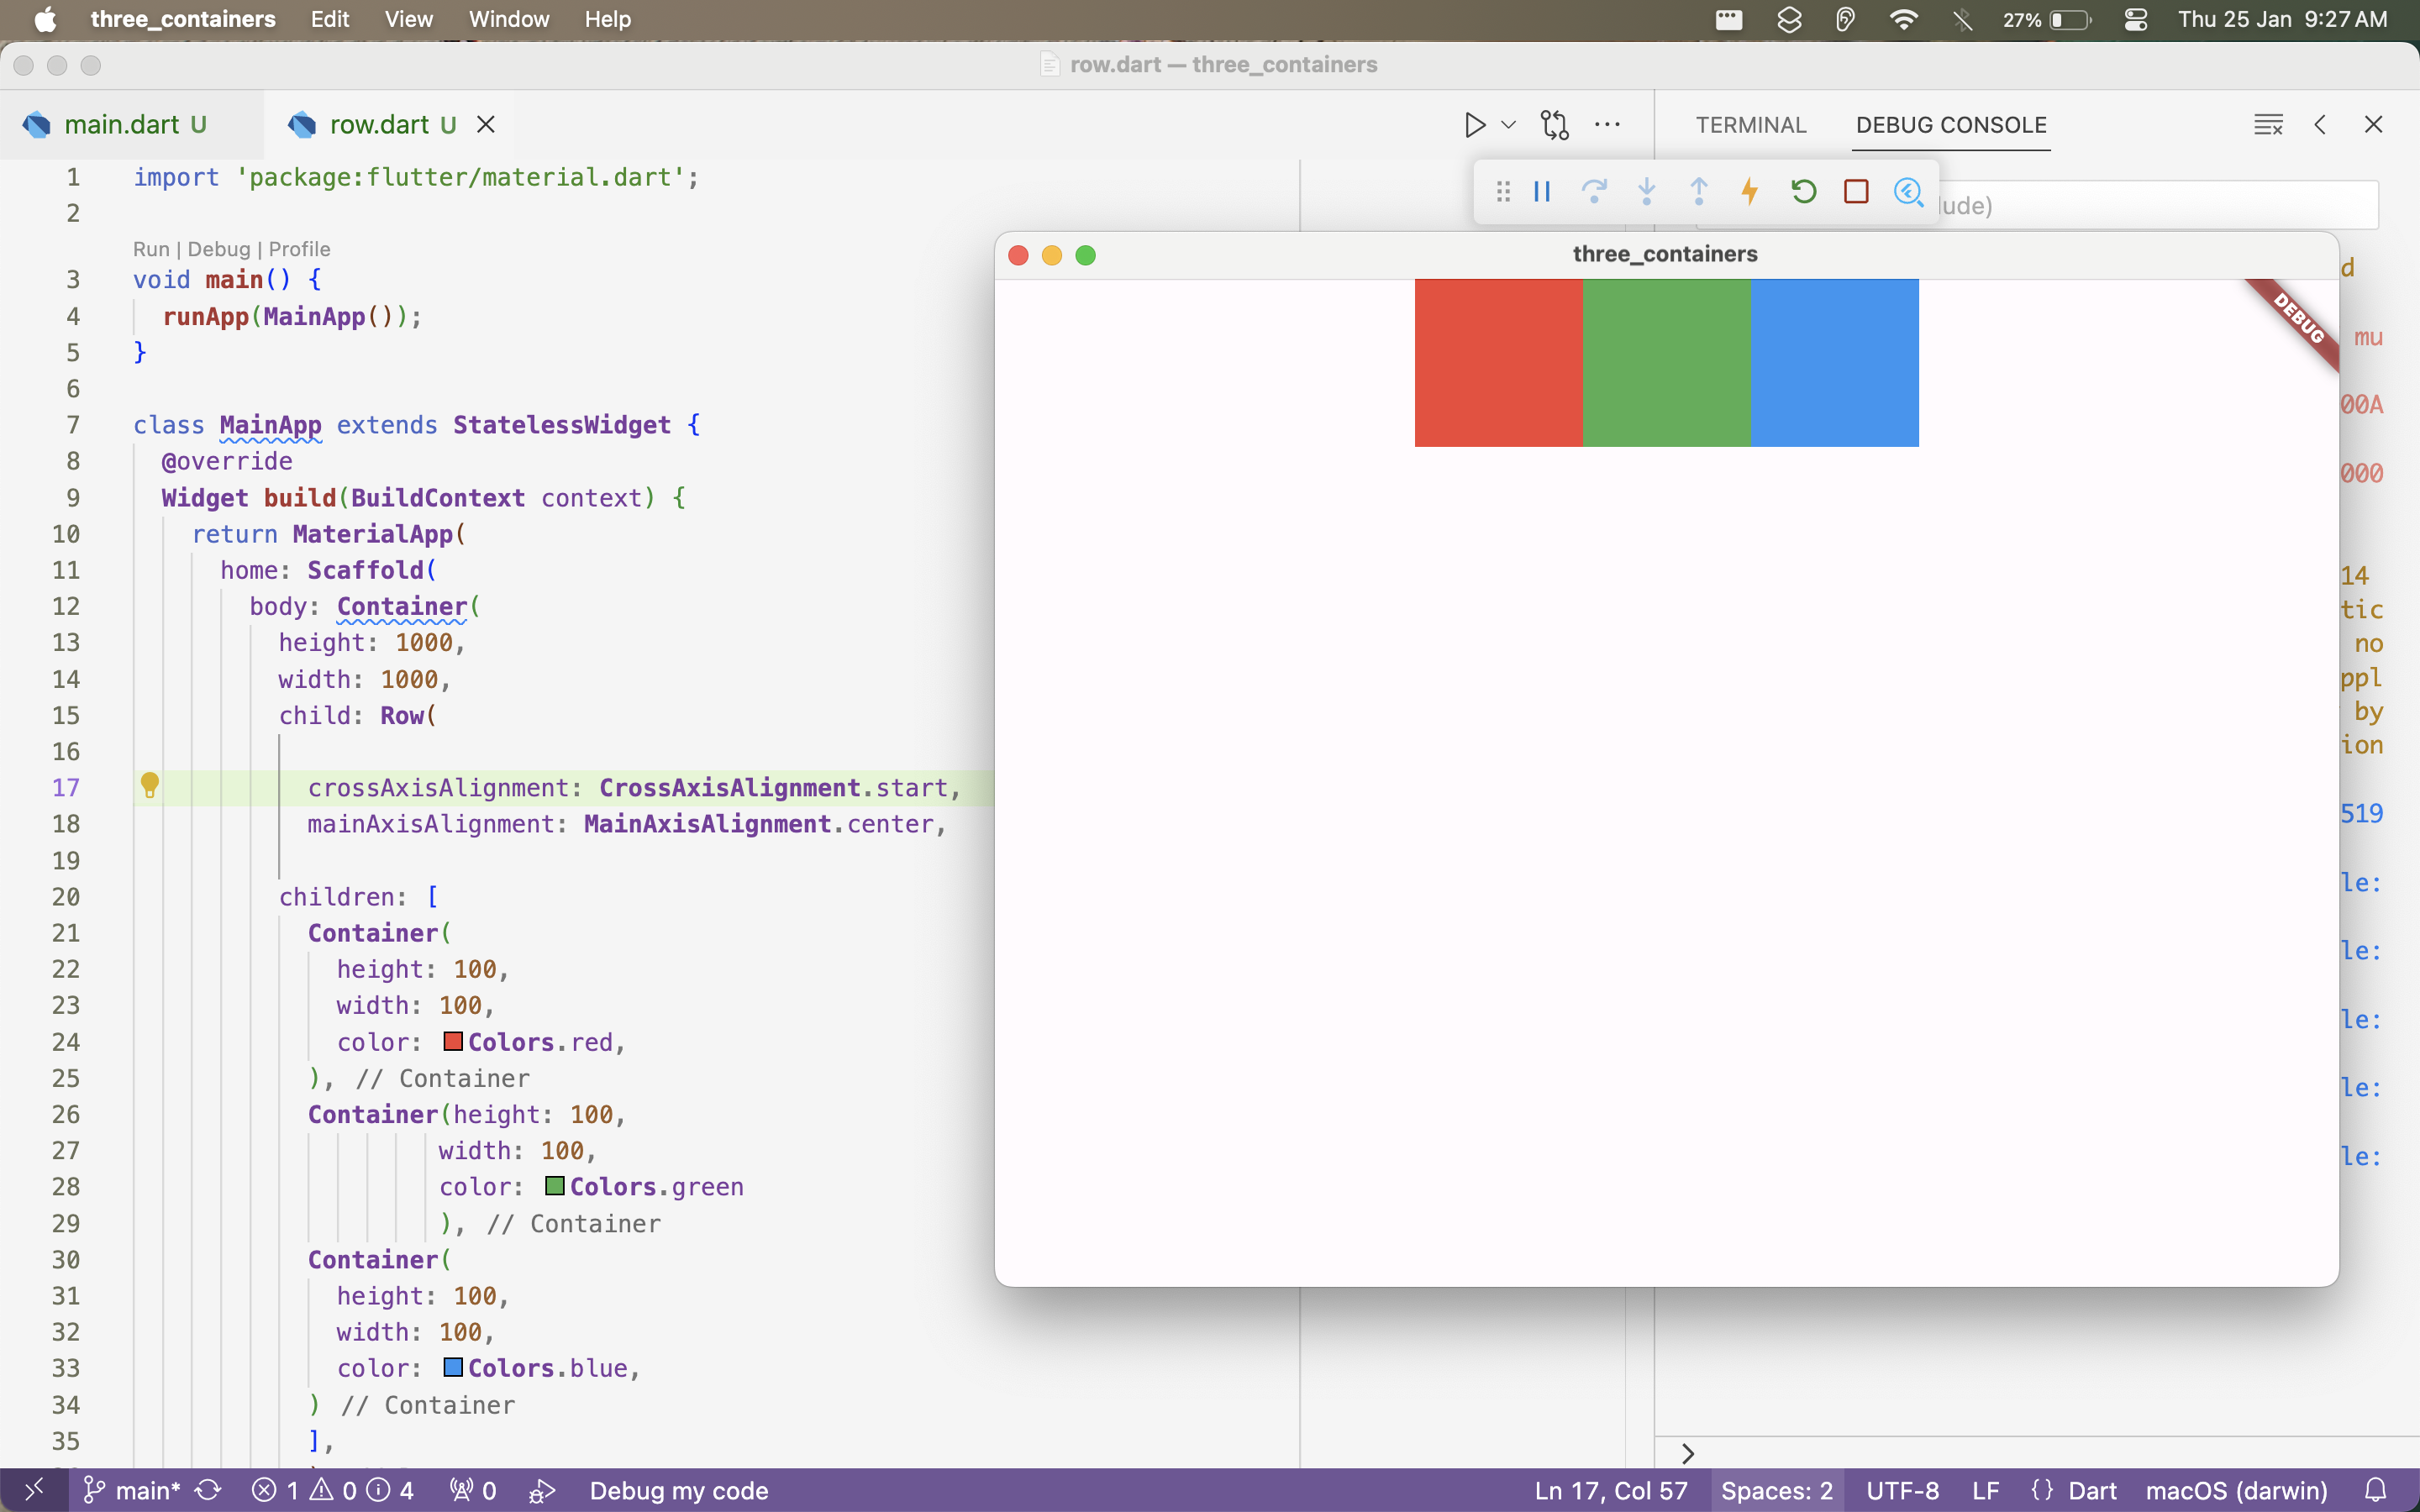 three_containers Edit View Window Help 27% Thu 25 Jan 9:27 AM
row.dart — three_containers
main.dart U row.dart U TERMINAL DEBUG CONSOLE
1 import 'package:flutter/material.dart';
2
lude)
Run | Debug | Profile
3 void main() {
4 runApp(MainApp());
5 }
6
7 class MainApp extends StatelessWidget {
8 @override
9 Widget build(BuildContext context) {
10 return MaterialApp(
11 home: Scaffold(
12 body: Container(
13 height: 1000,
14 width: 1000,
15 child: Row(
16
17 crossAxisAlignment: CrossAxisAlignment.start,
18 mainAxisAlignment: MainAxisAlignment.center,
19
20 children: [
21 Container(
22 height: 100,
23 width: 100,
24 color: Colors.red,
25 ), // Container
26 Container(height: 100,
27 width: 100,
28 color: Colors.green
29 ), // Container
30 Container(
31 height: 100,
32 width: 100,
33 color: Colors.blue,
34 ) // Container
35 ],
three_containers
DEBUG
d
mu
00A
000
14
tic
no
ppl
by
ion
519
le:
le:
le:
le:
le:
main* 1 0 4 0 Debug my code Ln 17, Col 57 Spaces: 2 UTF-8 LF {} Dart macOS (darwin)